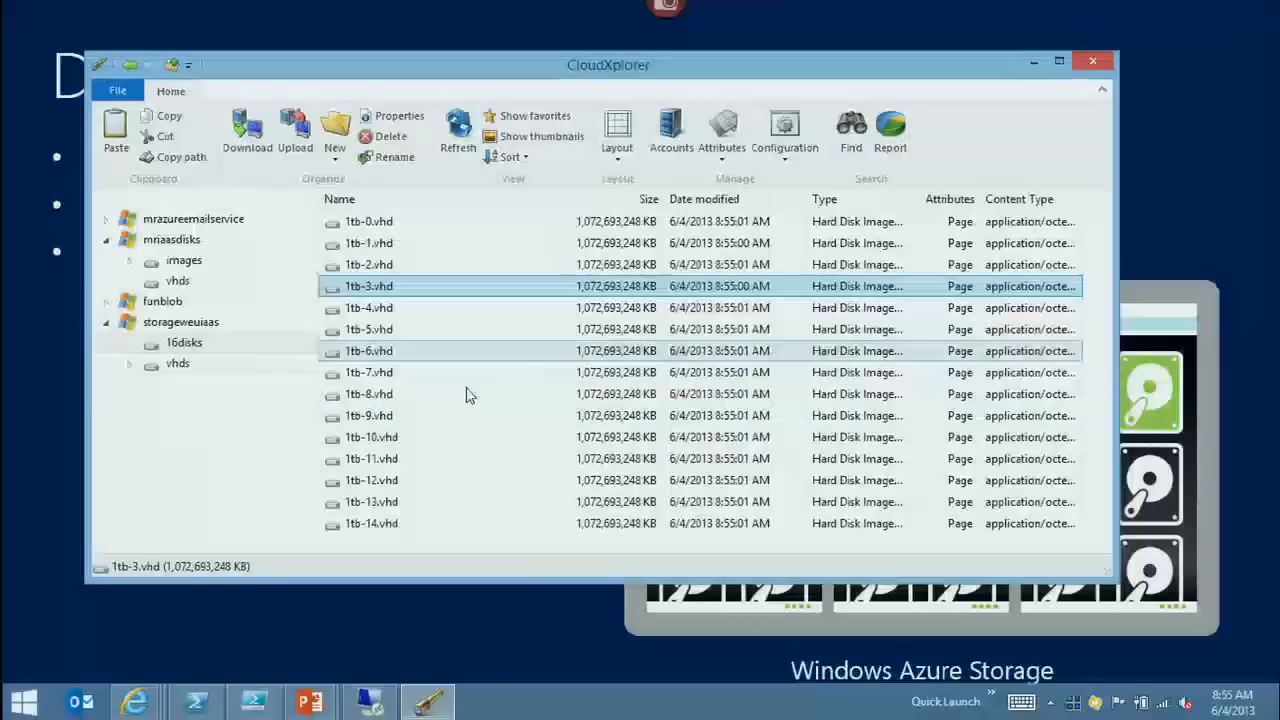 D
CloudXplorer
File Home
Paste Copy Cut Copy path Download Upload New Properties Delete Rename Refresh Show favorites Show thumbnails Sort Layout Accounts Attributes Configuration Find Report
Clipboard Organize View Layout Manage Search
Name Size Date modified Type Attributes Content Type
mrazureemailservice
mriaasdisks
images
vhds
funblob
storageweuiaas
16disks
vhds
1tb-0.vhd 1,072,693,248 KB 6/4/2013 8:55:01 AM Hard Disk Image... Page application/octe...
1tb-1.vhd 1,072,693,248 KB 6/4/2013 8:55:00 AM Hard Disk Image... Page application/octe...
1tb-2.vhd 1,072,693,248 KB 6/4/2013 8:55:01 AM Hard Disk Image... Page application/octe...
1tb-3.vhd 1,072,693,248 KB 6/4/2013 8:55:00 AM Hard Disk Image... Page application/octe...
1tb-4.vhd 1,072,693,248 KB 6/4/2013 8:55:01 AM Hard Disk Image... Page application/octe...
1tb-5.vhd 1,072,693,248 KB 6/4/2013 8:55:01 AM Hard Disk Image... Page application/octe...
1tb-6.vhd 1,072,693,248 KB 6/4/2013 8:55:01 AM Hard Disk Image... Page application/octe...
1tb-7.vhd 1,072,693,248 KB 6/4/2013 8:55:01 AM Hard Disk Image... Page application/octe...
1tb-8.vhd 1,072,693,248 KB 6/4/2013 8:55:01 AM Hard Disk Image... Page application/octe...
1tb-9.vhd 1,072,693,248 KB 6/4/2013 8:55:01 AM Hard Disk Image... Page application/octe...
1tb-10.vhd 1,072,693,248 KB 6/4/2013 8:55:01 AM Hard Disk Image... Page application/octe...
1tb-11.vhd 1,072,693,248 KB 6/4/2013 8:55:01 AM Hard Disk Image... Page application/octe...
1tb-12.vhd 1,072,693,248 KB 6/4/2013 8:55:01 AM Hard Disk Image... Page application/octe...
1tb-13.vhd 1,072,693,248 KB 6/4/2013 8:55:01 AM Hard Disk Image... Page application/octe...
1tb-14.vhd 1,072,693,248 KB 6/4/2013 8:55:01 AM Hard Disk Image... Page application/octe...
1tb-3.vhd (1,072,693,248 KB)
Windows Azure Storage
Quick Launch
8:55 AM
6/4/2013